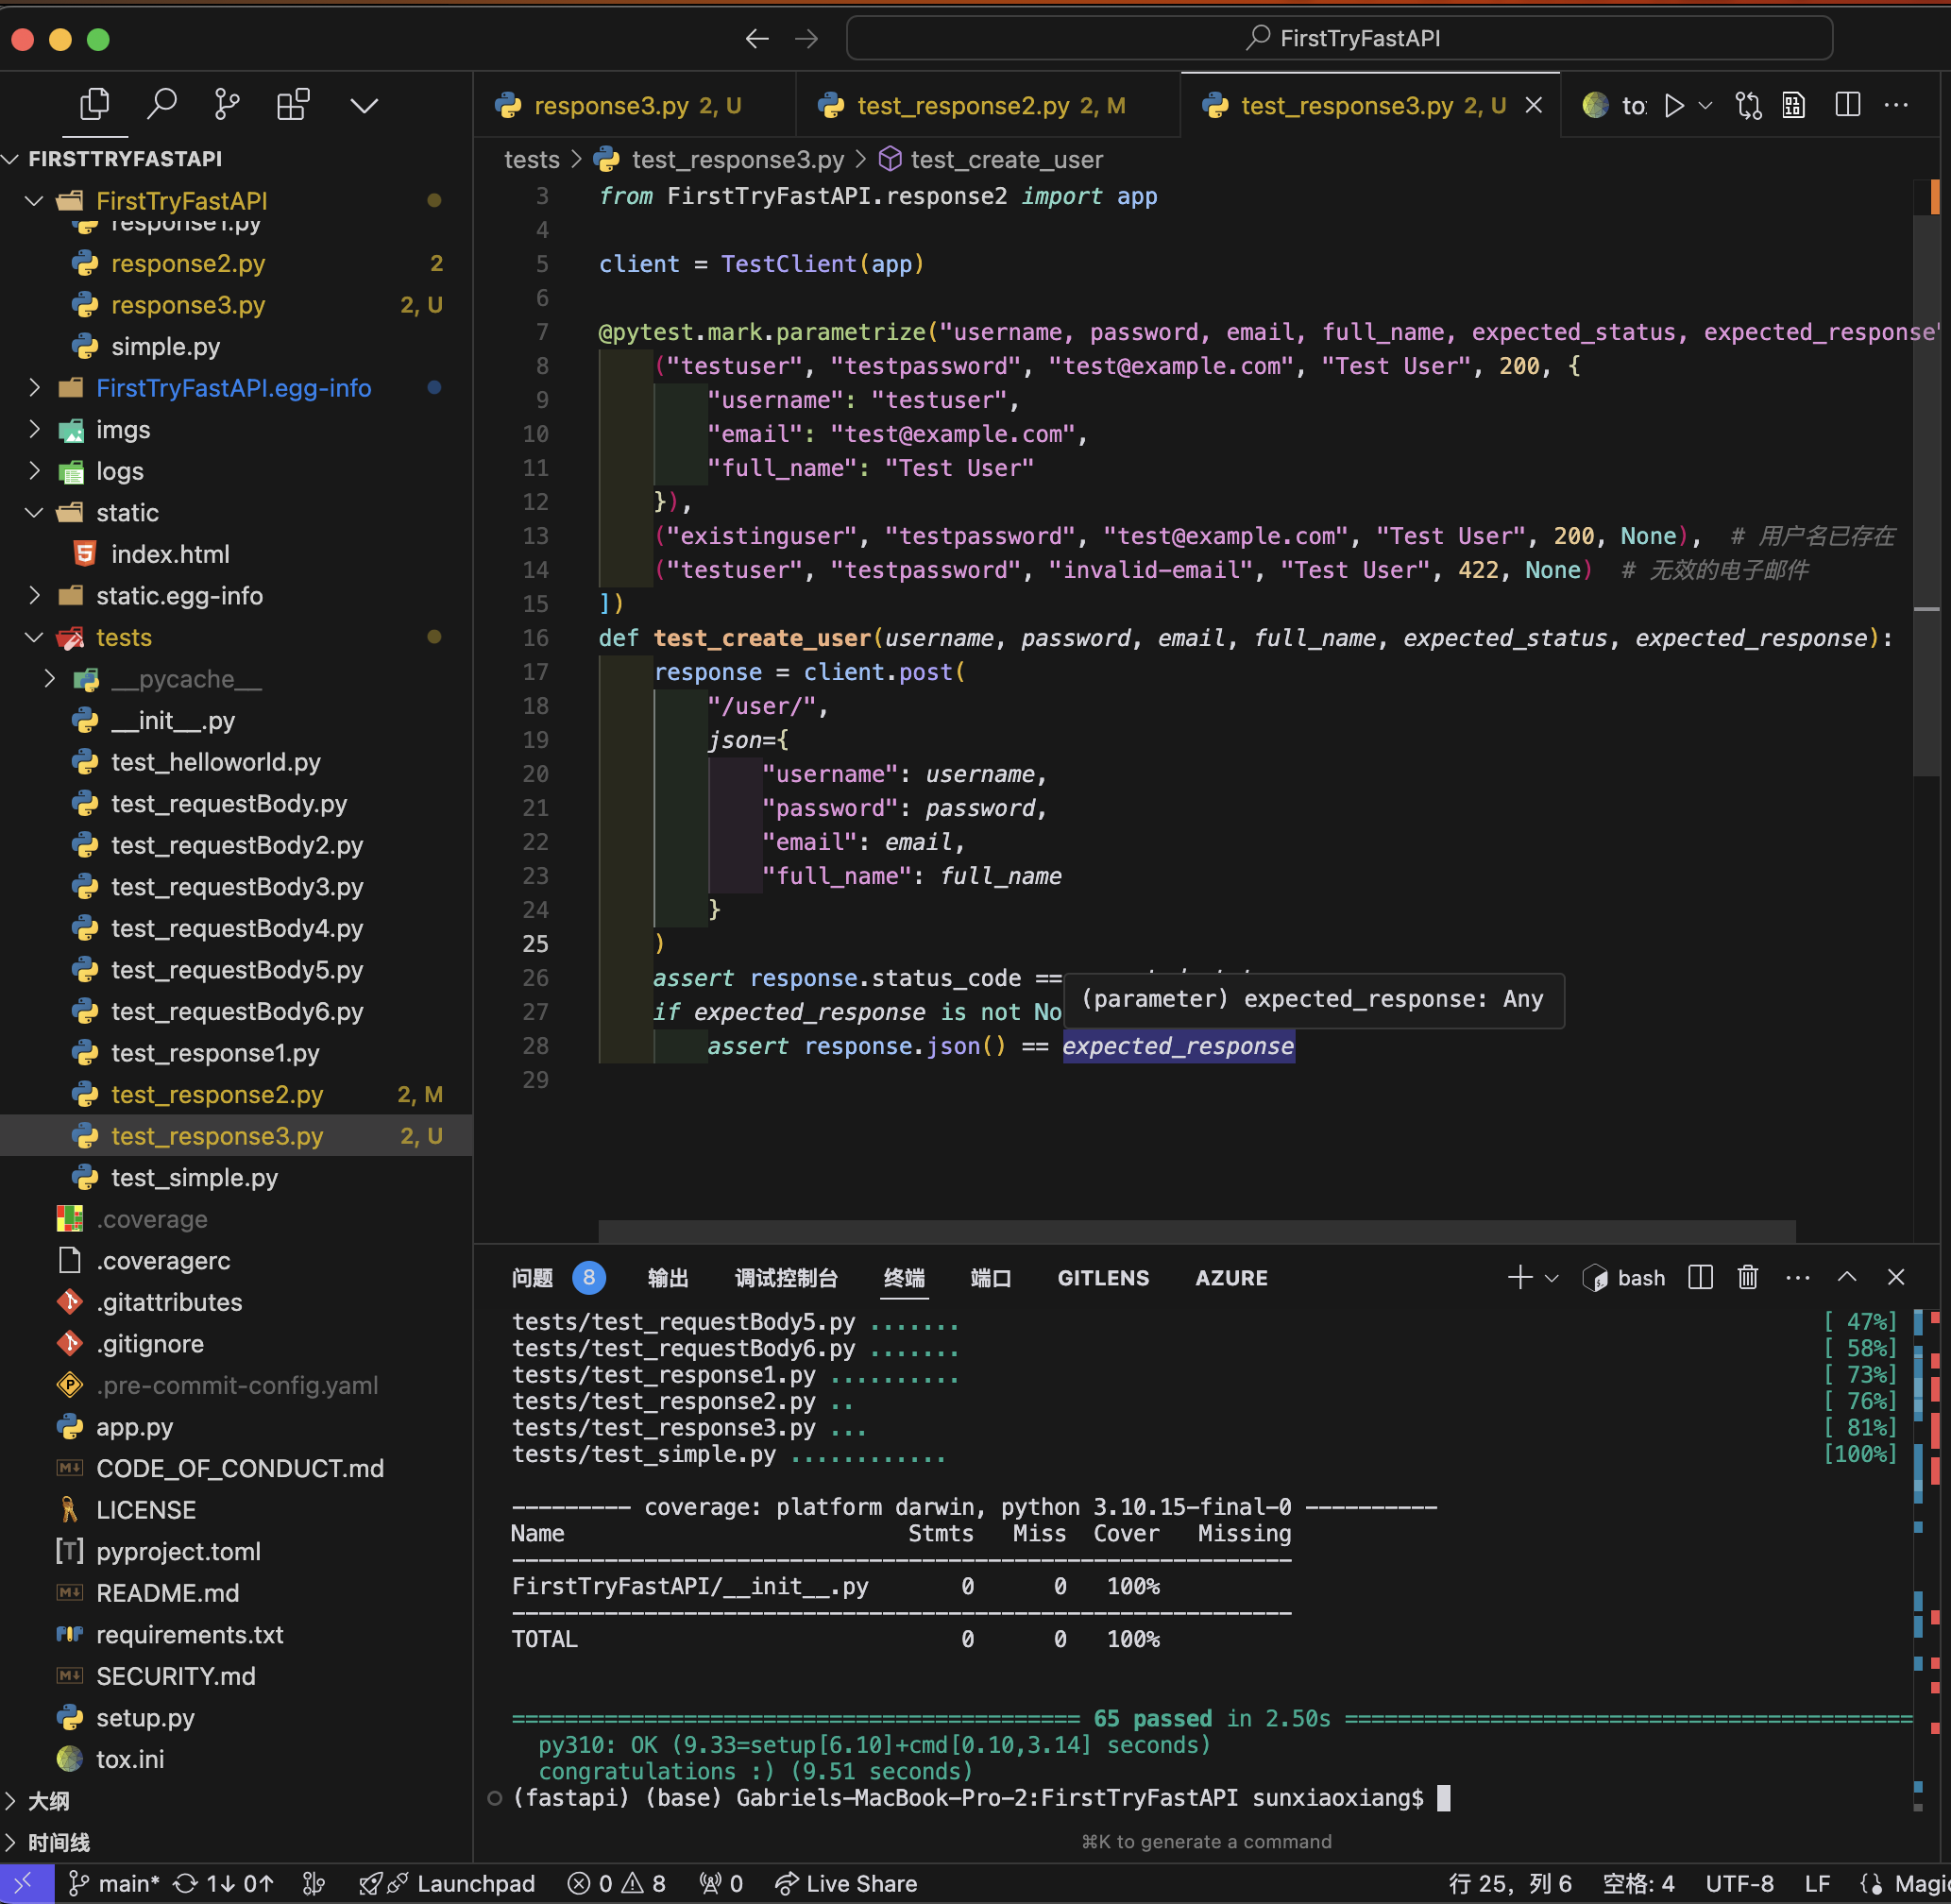 FirstTryFastAPI
response3.py 2, U
test_response2.py 2, M
test_response3.py 2, U
FIRSTTRYFASTAPI
FirstTryFastAPI
response1.py
response2.py 2
response3.py 2, U
simple.py
FirstTryFastAPI.egg-info
imgs
logs
static
index.html
static.egg-info
tests
__pycache__
__init__.py
test_helloworld.py
test_requestBody.py
test_requestBody2.py
test_requestBody3.py
test_requestBody4.py
test_requestBody5.py
test_requestBody6.py
test_response1.py
test_response2.py 2, M
test_response3.py 2, U
test_simple.py
.coverage
.coveragerc
.gitattributes
.gitignore
.pre-commit-config.yaml
app.py
CODE_OF_CONDUCT.md
LICENSE
pyproject.toml
README.md
requirements.txt
SECURITY.md
setup.py
tox.ini
大纲
时间线
tests > test_response3.py > test_create_user
3 from FirstTryFastAPI.response2 import app
4
5 client = TestClient(app)
6
7 @pytest.mark.parametrize("username, password, email, full_name, expected_status, expected_response"
8 ("testuser", "testpassword", "test@example.com", "Test User", 200, {
9 "username": "testuser",
10 "email": "test@example.com",
11 "full_name": "Test User"
12 }),
13 ("existinguser", "testpassword", "test@example.com", "Test User", 200, None), # 用户名已存在
14 ("testuser", "testpassword", "invalid-email", "Test User", 422, None) # 无效的电子邮件
15 ])
16 def test_create_user(username, password, email, full_name, expected_status, expected_response):
17 response = client.post(
18 "/user/",
19 json={
20 "username": username,
21 "password": password,
22 "email": email,
23 "full_name": full_name
24 }
25 )
26 assert response.status_code ==
(parameter) expected_response: Any
27 if expected_response is not No
28 assert response.json() == expected_response
29
问题 8 输出 调试控制台 终端 端口 GITLENS AZURE bash
tests/test_requestBody5.py ....... [ 47%]
tests/test_requestBody6.py ....... [ 58%]
tests/test_response1.py .......... [ 73%]
tests/test_response2.py .. [ 76%]
tests/test_response3.py ... [ 81%]
tests/test_simple.py ............ [100%]
--------- coverage: platform darwin, python 3.10.15-final-0 ----------
Name Stmts Miss Cover Missing
-----------------------------------------------------------
FirstTryFastAPI/__init__.py 0 0 100%
-----------------------------------------------------------
TOTAL 0 0 100%
=========================================== 65 passed in 2.50s ===========================================
py310: OK (9.33=setup[6.10]+cmd[0.10,3.14] seconds)
congratulations :) (9.51 seconds)
(fastapi) (base) Gabriels-MacBook-Pro-2:FirstTryFastAPI sunxiaoxiang$
⌘K to generate a command
main* 1↓ 0↑ Launchpad 0 8 0 Live Share 行 25, 列 6 空格: 4 UTF-8 LF